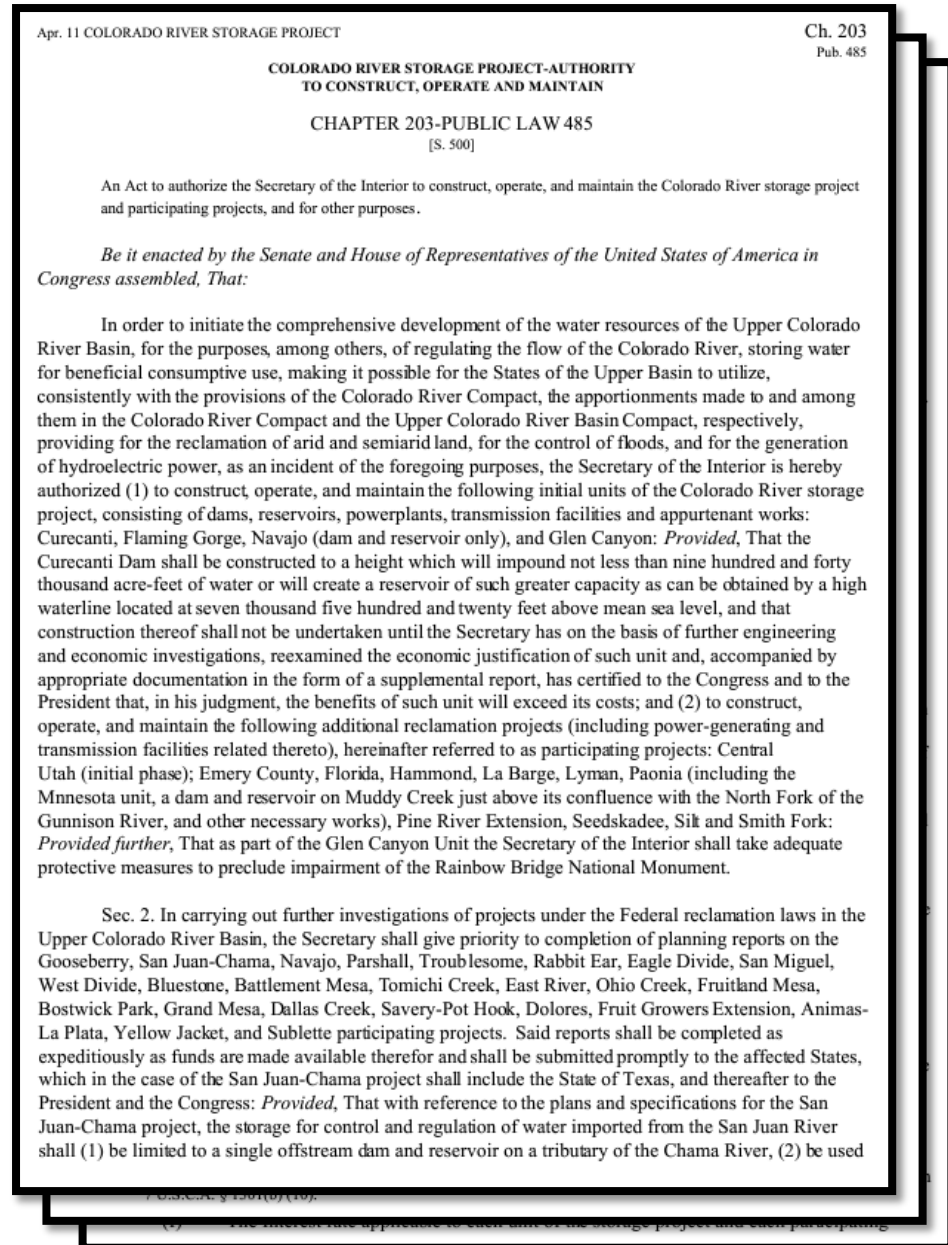 Apr. 11 COLORADO RIVER STORAGE PROJECT
Ch. 203
Pub. 485
COLORADO RIVER STORAGE PROJECT-AUTHORITY
TO CONSTRUCT, OPERATE AND MAINTAIN
CHAPTER 203-PUBLIC LAW 485
[S. 500]
An Act to authorize the Secretary of the Interior to construct, operate, and maintain the Colorado River storage project
and participating projects, and for other purposes.
Be it enacted by the Senate and House of Representatives of the United States of America in
Congress assembled, That:
In order to initiate the comprehensive development of the water resources of the Upper Colorado
River Basin, for the purposes, among others, of regulating the flow of the Colorado River, storing water
for beneficial consumptive use, making it possible for the States of the Upper Basin to utilize,
consistently with the provisions of the Colorado River Compact, the apportionments made to and among
them in the Colorado River Compact and the Upper Colorado River Basin Compact, respectively,
providing for the reclamation of arid and semiarid land, for the control of floods, and for the generation
of hydroelectric power, as an incident of the foregoing purposes, the Secretary of the Interior is hereby
authorized (1) to construct, operate, and maintain the following initial units of the Colorado River storage
project, consisting of dams, reservoirs, powerplants, transmission facilities and appurtenant works:
Curecanti, Flaming Gorge, Navajo (dam and reservoir only), and Glen Canyon: Provided, That the
Curecanti Dam shall be constructed to a height which will impound not less than nine hundred and forty
thousand acre-feet of water or will create a reservoir of such greater capacity as can be obtained by a high
waterline located at seven thousand five hundred and twenty feet above mean sea level, and that
construction thereof shall not be undertaken until the Secretary has on the basis of further engineering
and economic investigations, reexamined the economic justification of such unit and, accompanied by
appropriate documentation in the form of a supplemental report, has certified to the Congress and to the
President that, in his judgment, the benefits of such unit will exceed its costs; and (2) to construct,
operate, and maintain the following additional reclamation projects (including power-generating and
transmission facilities related thereto), hereinafter referred to as participating projects: Central
Utah (initial phase); Emery County, Florida, Hammond, La Barge, Lyman, Paonia (including the
Mnnesota unit, a dam and reservoir on Muddy Creek just above its confluence with the North Fork of the
Gunnison River, and other necessary works), Pine River Extension, Seedskadee, Silt and Smith Fork:
Provided further, That as part of the Glen Canyon Unit the Secretary of the Interior shall take adequate
protective measures to preclude impairment of the Rainbow Bridge National Monument.
Sec. 2. In carrying out further investigations of projects under the Federal reclamation laws in the
Upper Colorado River Basin, the Secretary shall give priority to completion of planning reports on the
Gooseberry, San Juan-Chama, Navajo, Parshall, Troublesome, Rabbit Ear, Eagle Divide, San Miguel,
West Divide, Bluestone, Battlement Mesa, Tomichi Creek, East River, Ohio Creek, Fruitland Mesa,
Bostwick Park, Grand Mesa, Dallas Creek, Savery-Pot Hook, Dolores, Fruit Growers Extension, Animas-
La Plata, Yellow Jacket, and Sublette participating projects. Said reports shall be completed as
expeditiously as funds are made available therefor and shall be submitted promptly to the affected States,
which in the case of the San Juan-Chama project shall include the State of Texas, and thereafter to the
President and the Congress: Provided, That with reference to the plans and specifications for the San
Juan-Chama project, the storage for control and regulation of water imported from the San Juan River
shall (1) be limited to a single offstream dam and reservoir on a tributary of the Chama River, (2) be used